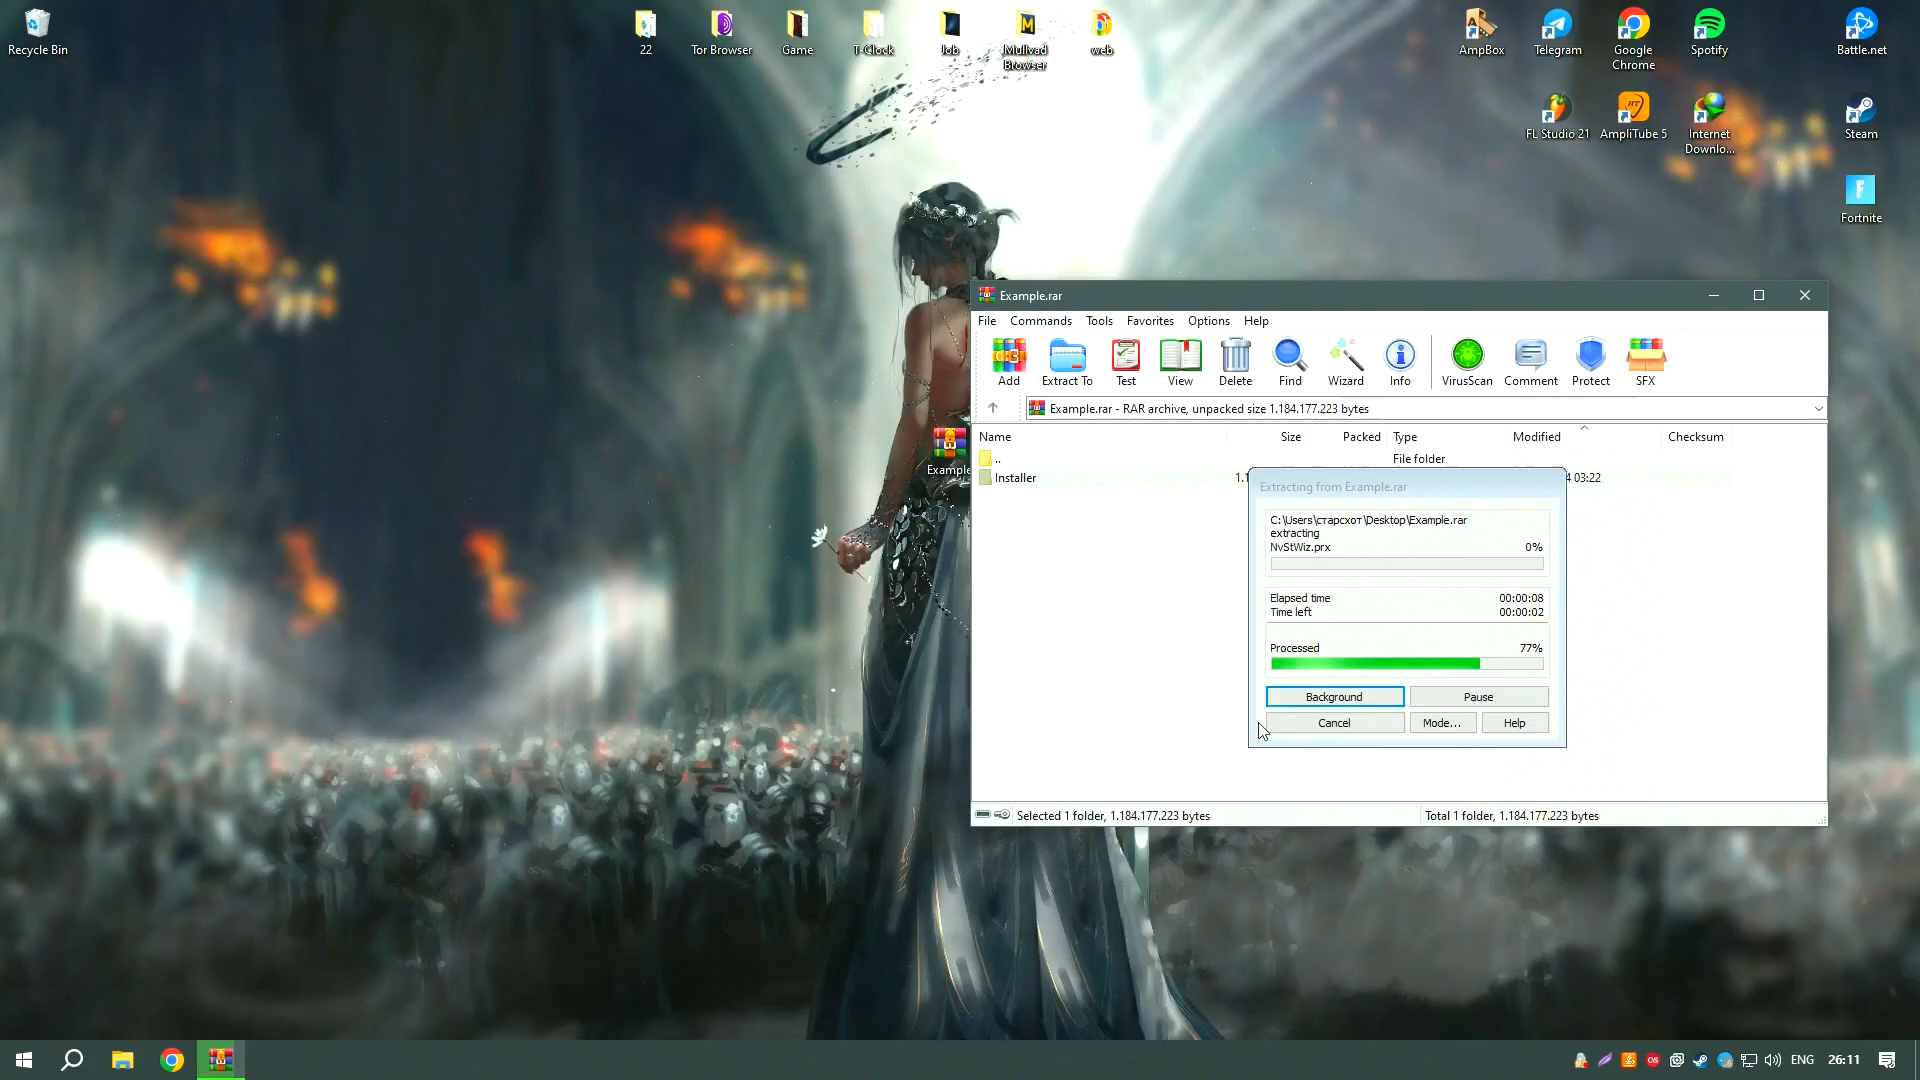 Recycle Bin
22
Tor Browser
Game
T-Clock
Job
Mullvad
Browser
web
AmpBox
Telegram
Google
Chrome
Spotify
Battle.net
FL Studio 21
AmpliTube 5
Internet
Downlo...
Steam
Fortnite
Example
Example.rar
File Commands Tools Favorites Options Help
Add Extract To Test View Delete Find Wizard Info VirusScan Comment Protect SFX
Example.rar - RAR archive, unpacked size 1.184.177.223 bytes
Name Size Packed Type Modified Checksum
.. File folder
Installer 1.1 4 03:22
Extracting from Example.rar
C:\Users\старсхот\Desktop\Example.rar
extracting
NvStWiz.prx 0%
Elapsed time 00:00:08
Time left 00:00:02
Processed 77%
Background Pause
Cancel Mode... Help
Selected 1 folder, 1.184.177.223 bytes Total 1 folder, 1.184.177.223 bytes
ENG 26:11